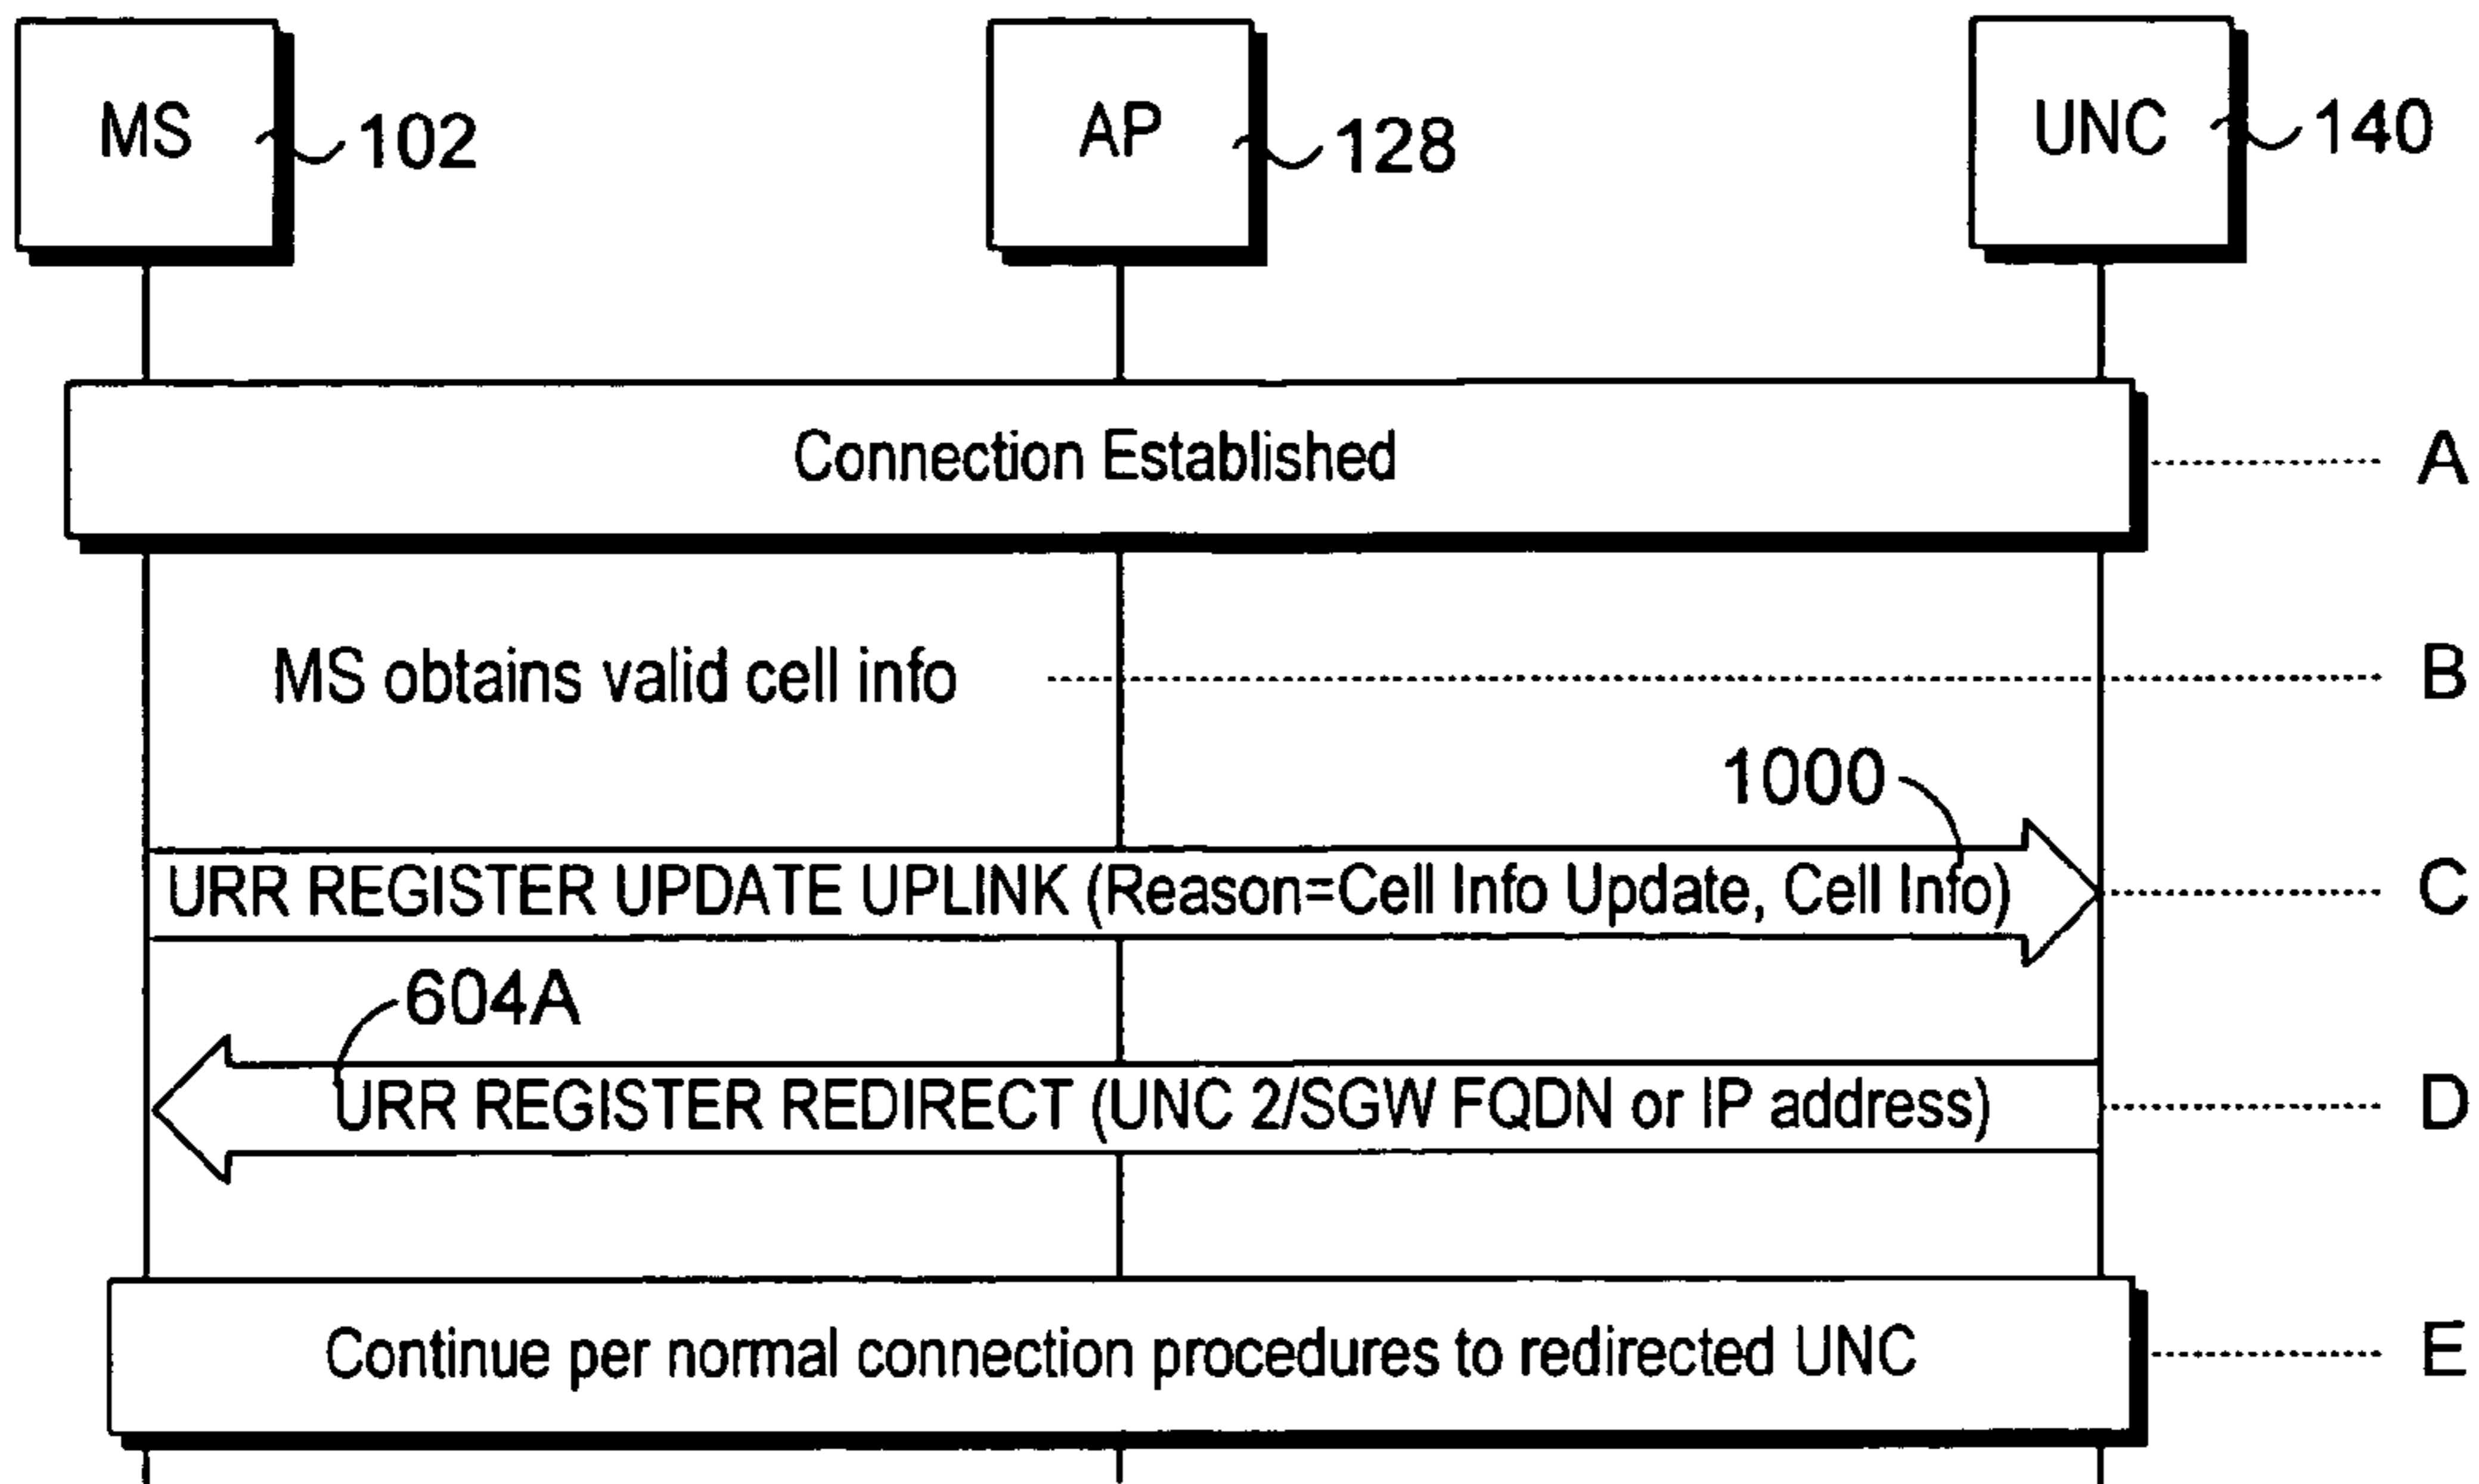 MS 102
AP 128
UNC 140
Connection Established A
MS obtains valid cell info B
1000
URR REGISTER UPDATE UPLINK (Reason=Cell Info Update, Cell Info) C
604A
URR REGISTER REDIRECT (UNC 2/SGW FQDN or IP address) D
Continue per normal connection procedures to redirected UNC E